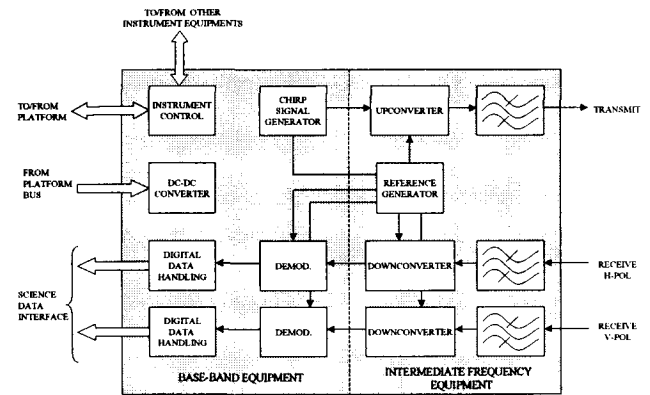 TO/FROM OTHER
INSTRUMENT EQUIPMENTS
TO/FROM
PLATFORM
INSTRUMENT
CONTROL
CHIRP
SIGNAL
GENERATOR
UPCONVERTER
TRANSMIT
FROM
PLATFORM
BUS
DC-DC
CONVERTER
REFERENCE
GENERATOR
DIGITAL
DATA
HANDLING
DEMOD.
DOWNCONVERTER
RECEIVE
H-POL
SCIENCE
DATA
INTERFACE
DIGITAL
DATA
HANDLING
DEMOD.
DOWNCONVERTER
RECEIVE
V-POL
BASE-BAND EQUIPMENT
INTERMEDIATE FREQUENCY
EQUIPMENT